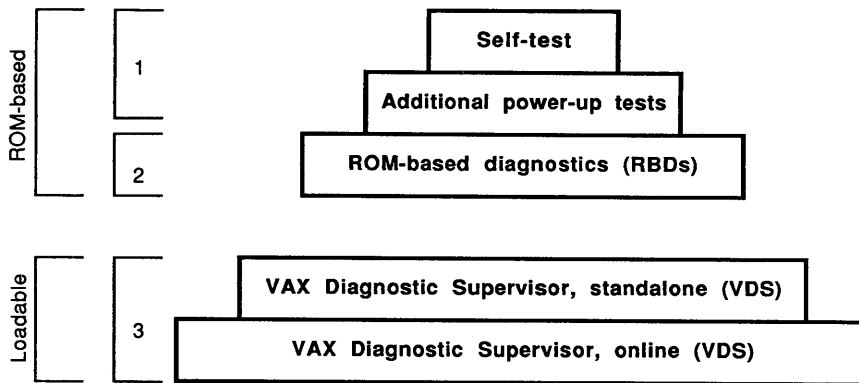 ROM-based
1
Self-test
Additional power-up tests
2
ROM-based diagnostics (RBDs)
Loadable
3
VAX Diagnostic Supervisor, standalone (VDS)
VAX Diagnostic Supervisor, online (VDS)